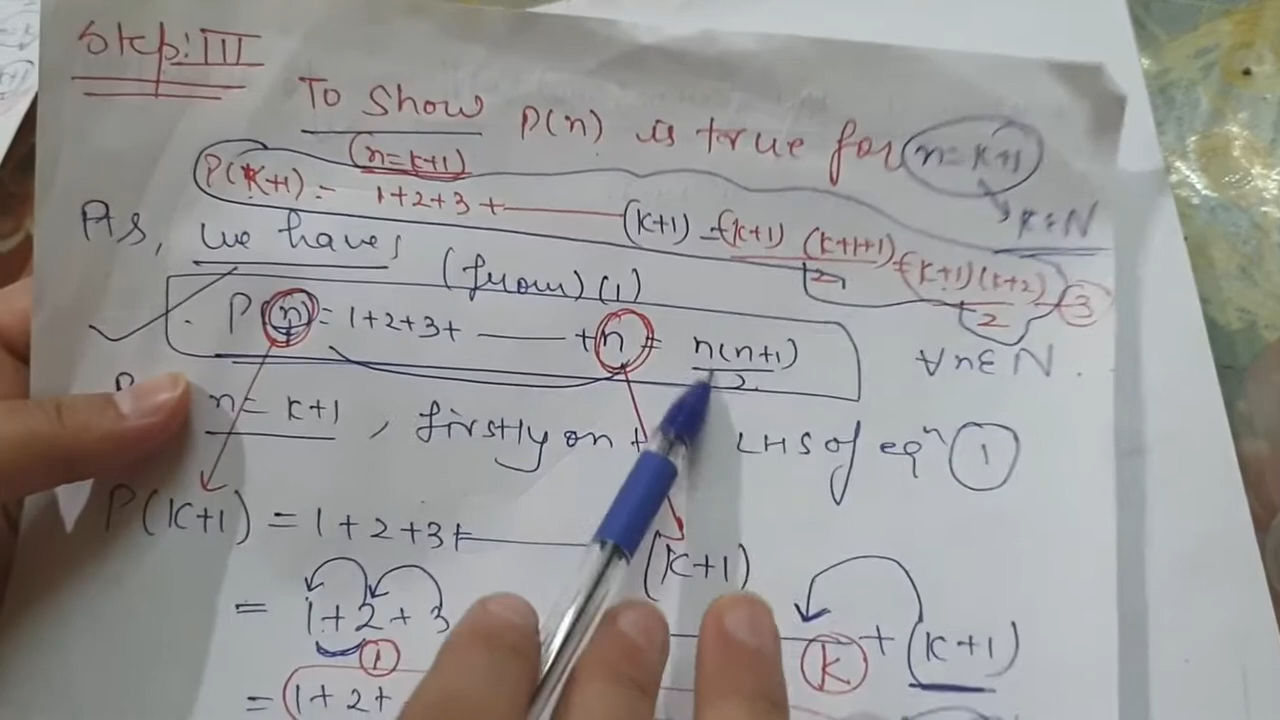 Step: III
To Show P(n) is true for n=k+1
(n=k+1)
P(K+1) = 1+2+3+ ——— (k+1) = (k+1) (k+1+1)/2 = (k+1)(k+2)/2 — 3
K∈N
As, we have, (from) (1)
P(n) = 1+2+3+ —— +n = n(n+1)/2
∀n∈N.
n = k+1, firstly on LHS of eqⁿ 1
P(K+1) = 1+2+3+ ——— (K+1)
= 1+2+3 K + (K+1)
1
= (1+2+